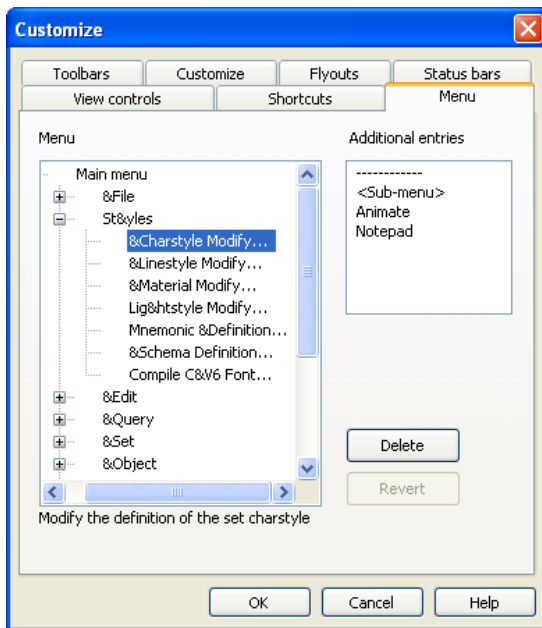 Customize
Toolbars Customize Flyouts Status bars
View controls Shortcuts Menu
Menu Additional entries
Main menu
&File
St&yles
&Charstyle Modify...
&Linestyle Modify...
&Material Modify...
Lig&htstyle Modify...
Mnemonic &Definition...
&Schema Definition...
Compile C&V6 Font...
&Edit
&Query
&Set
&Object
------------
<Sub-menu>
Animate
Notepad
Delete
Revert
Modify the definition of the set charstyle
OK Cancel Help